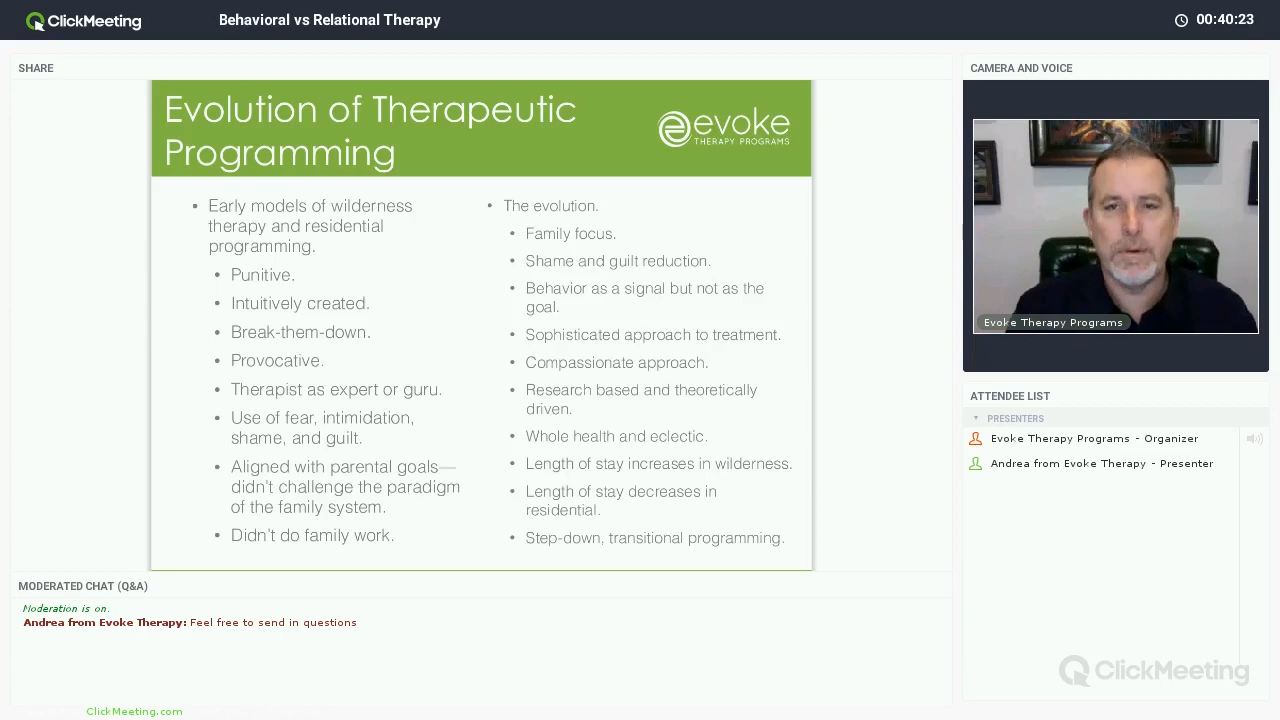 ClickMeeting
Behavioral vs Relational Therapy
00:40:23
SHARE
Evolution of Therapeutic
Programming
evoke
THERAPY PROGRAMS
• Early models of wilderness
therapy and residential
programming.
• Punitive.
• Intuitively created.
• Break-them-down.
• Provocative.
• Therapist as expert or guru.
• Use of fear, intimidation,
shame, and guilt.
• Aligned with parental goals—
didn't challenge the paradigm
of the family system.
• Didn't do family work.
• The evolution.
• Family focus.
• Shame and guilt reduction.
• Behavior as a signal but not as the
goal.
• Sophisticated approach to treatment.
• Compassionate approach.
• Research based and theoretically
driven.
• Whole health and eclectic.
• Length of stay increases in wilderness.
• Length of stay decreases in
residential.
• Step-down, transitional programming.
MODERATED CHAT (Q&A)
Moderation is on.
Andrea from Evoke Therapy: Feel free to send in questions
ClickMeeting.com
CAMERA AND VOICE
Evoke Therapy Programs
ATTENDEE LIST
PRESENTERS
Evoke Therapy Programs - Organizer
Andrea from Evoke Therapy - Presenter
ClickMeeting